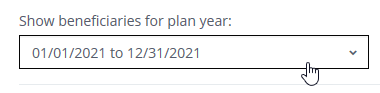 Show beneficiaries for plan year:
01/01/2021 to 12/31/2021